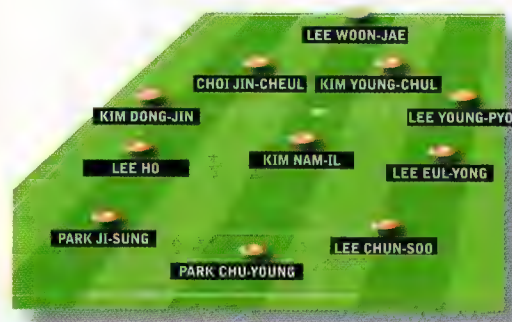 LEE WOON-JAE
CHOI JIN-CHEUL
KIM YOUNG-CHUL
KIM DONG-JIN
LEE YOUNG-PYO
LEE HO
KIM NAM-IL
LEE EUL-YONG
PARK JI-SUNG
LEE CHUN-SOO
PARK CHU-YOUNG